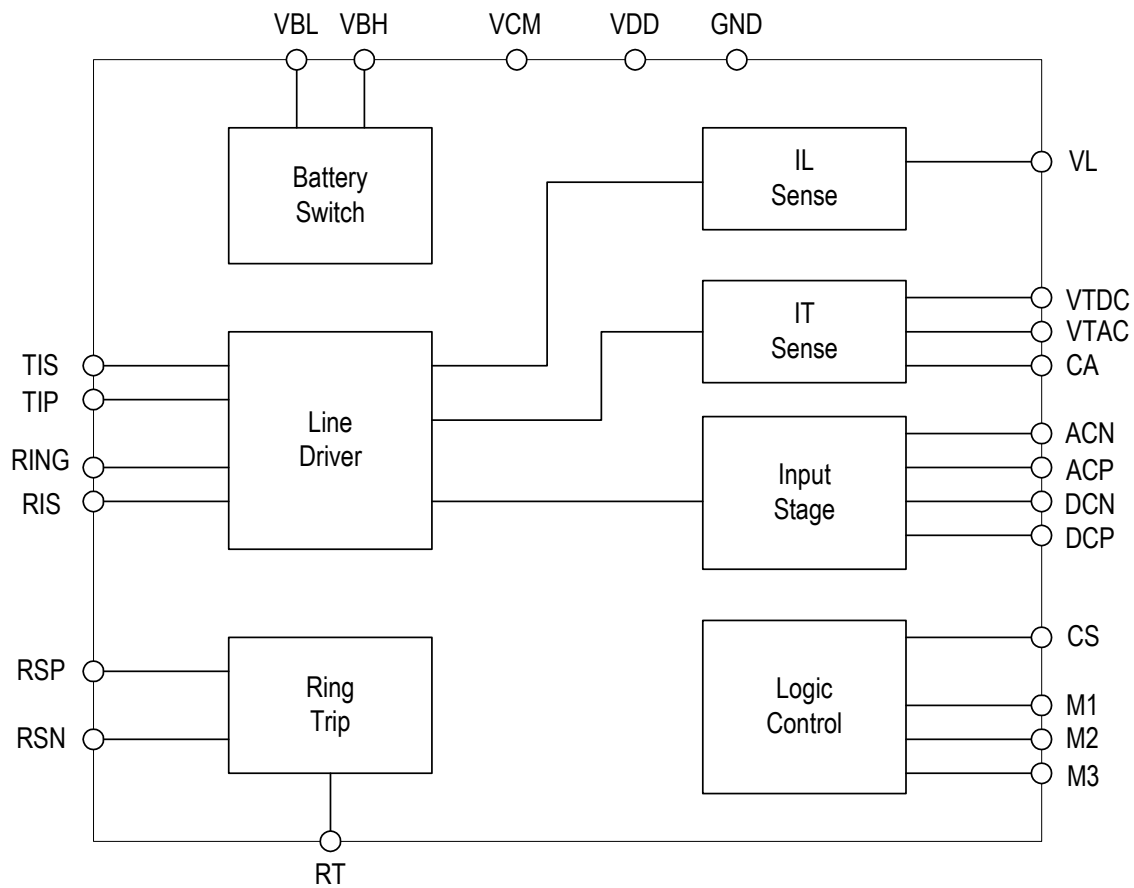 VBL VBH VCM VDD GND
Battery
Switch
IL
Sense
VL
IT
Sense
VTDC
VTAC
CA
TIS
TIP
RING
RIS
Line
Driver
Input
Stage
ACN
ACP
DCN
DCP
RSP
RSN
Ring
Trip
Logic
Control
CS
M1
M2
M3
RT